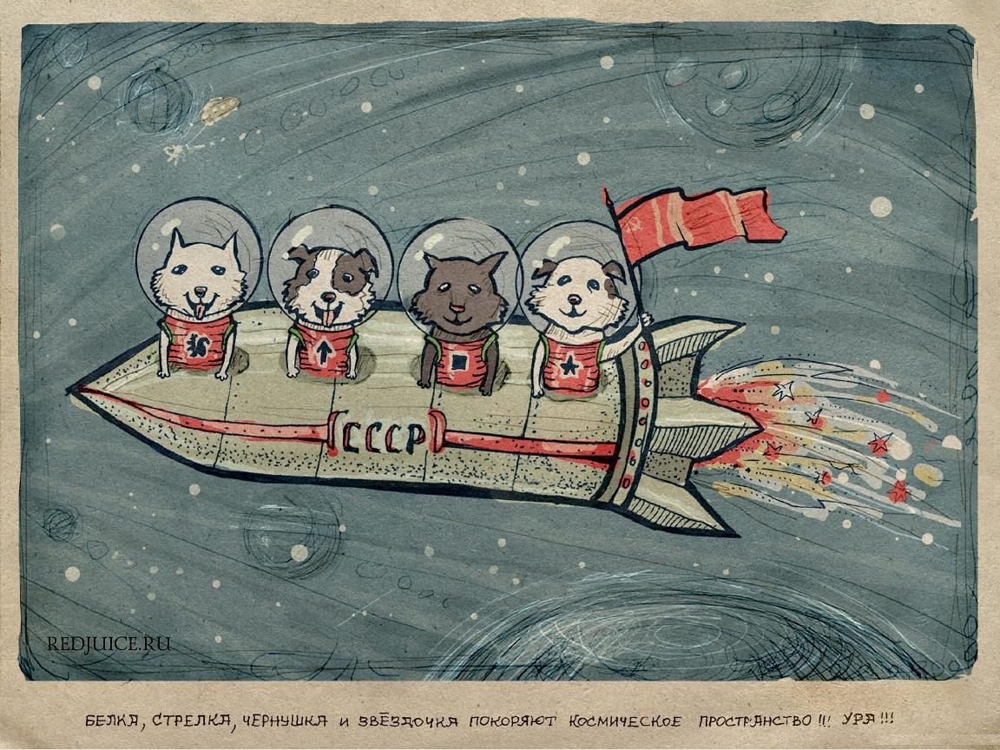 СССР
REDJUICE.RU
БЕЛКА, СТРЕЛКА, ЧЕРНУШКА И ЗВЁЗДОЧКА ПОКОРЯЮТ КОСМИЧЕСКОЕ ПРОСТРАНСТВО!!! УРА!!!